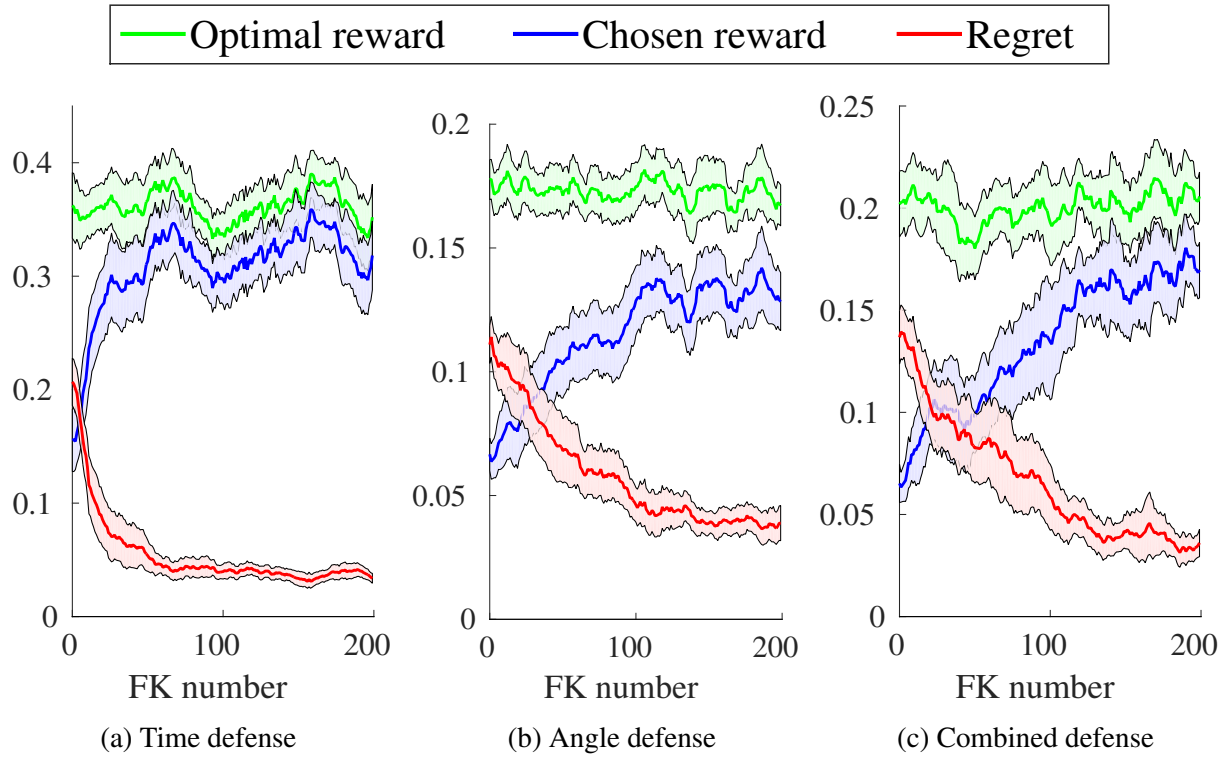 Optimal reward Chosen reward Regret
0.4
0.3
0.2
0.1
0
0 100 200
FK number
(a) Time defense
0.2
0.15
0.1
0.05
0
0 100 200
FK number
(b) Angle defense
0.25
0.2
0.15
0.1
0.05
0
0 100 200
FK number
(c) Combined defense